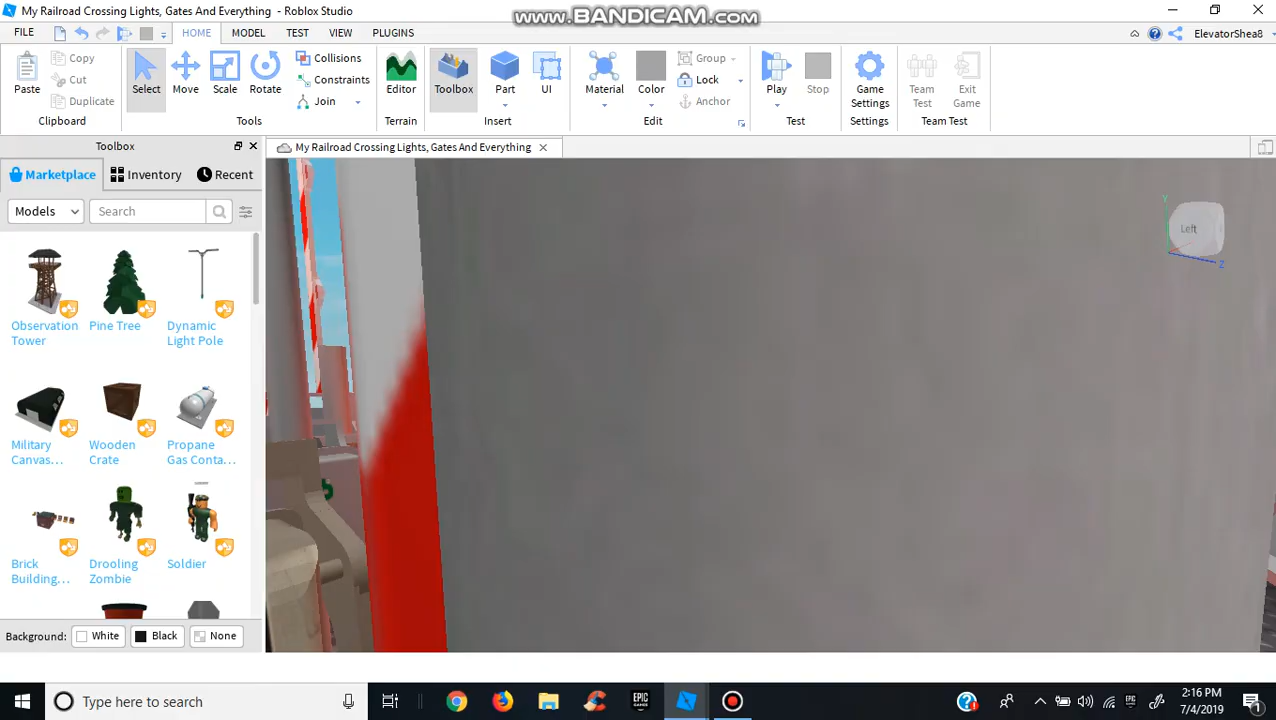 My Railroad Crossing Lights, Gates And Everything - Roblox Studio
www.BANDICAM.com
FILE HOME MODEL TEST VIEW PLUGINS
ElevatorShea8
Paste
Copy
Cut
Duplicate
Clipboard
Select
Move
Scale
Rotate
Collisions
Constraints
Join
Tools
Editor
Terrain
Toolbox
Part
UI
Insert
Material
Color
Group
Lock
Anchor
Edit
Play
Stop
Test
Game
Settings
Settings
Team
Test
Exit
Game
Team Test
Toolbox
My Railroad Crossing Lights, Gates And Everything
Marketplace Inventory Recent
Models
Search
Observation
Tower
Pine Tree
Dynamic
Light Pole
Military
Canvas...
Wooden
Crate
Propane
Gas Conta...
Brick
Building...
Drooling
Zombie
Soldier
Background: White Black None
Y
Left
Z
Type here to search
EPIC
GAMES
2:16 PM
7/4/2019
1